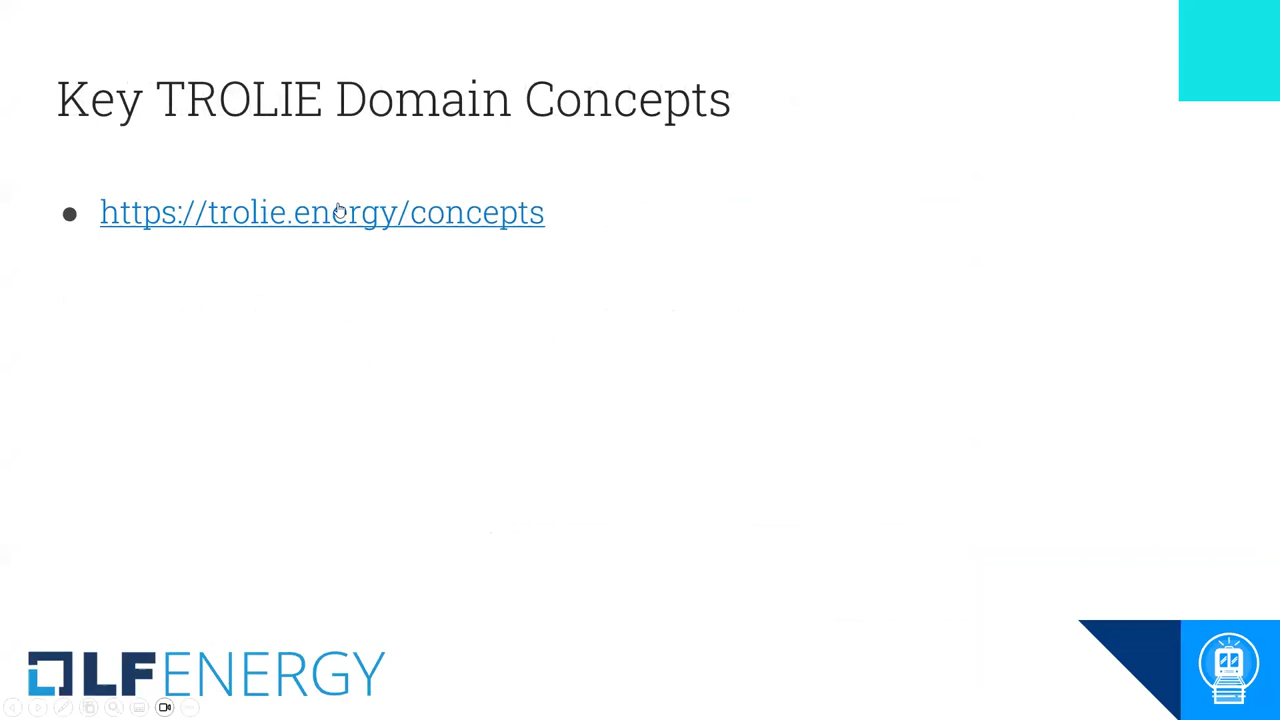 Key TROLIE Domain Concepts
● https://trolie.energy/concepts
LFENERGY